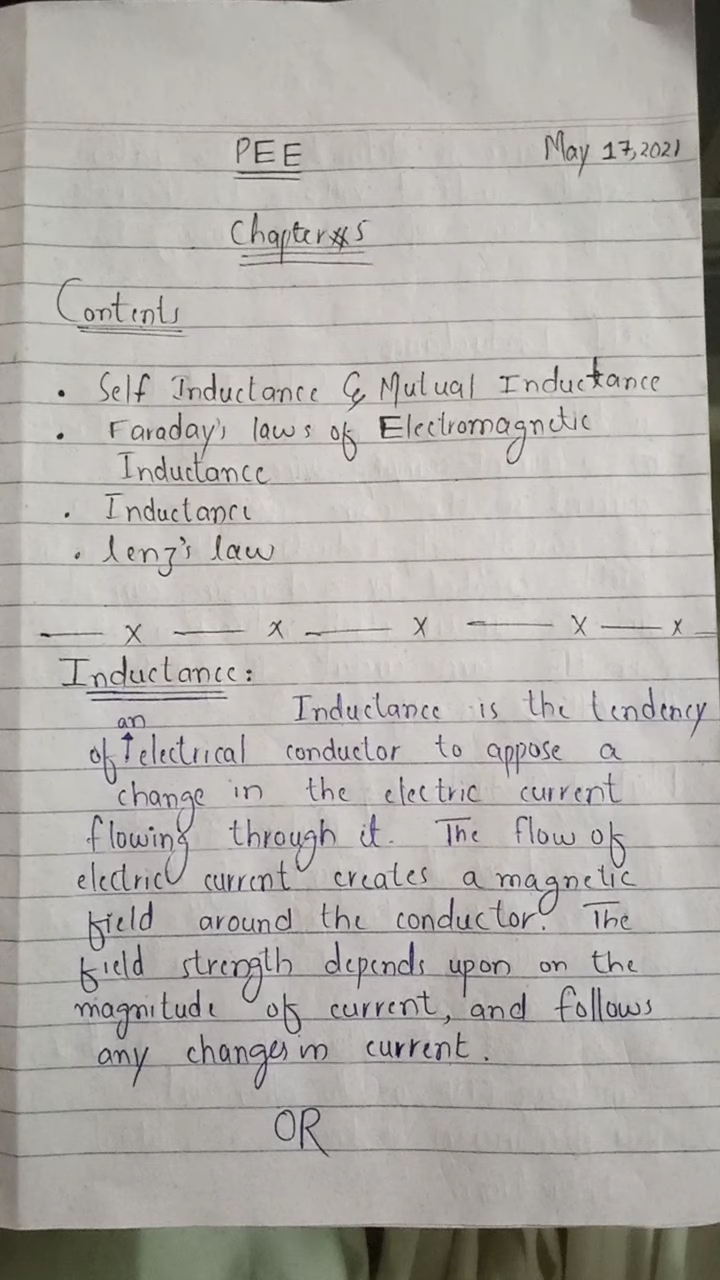 PEE
May 17,2021
Chapter#5
Contents
• Self Inductance & Mutual Inductance
• Faraday's laws of Electromagnetic
Inductance
• Inductance
• lenz's law
— x — x — x — x — x —
Inductance:
Inductance is the tendency
of ↑an electrical conductor to appose a
change in the electric current
flowing through it. The flow of
electric current creates a magnetic
field around the conductor. The
field strength depends upon on the
magnitude of current, and follows
any changes in current.
OR